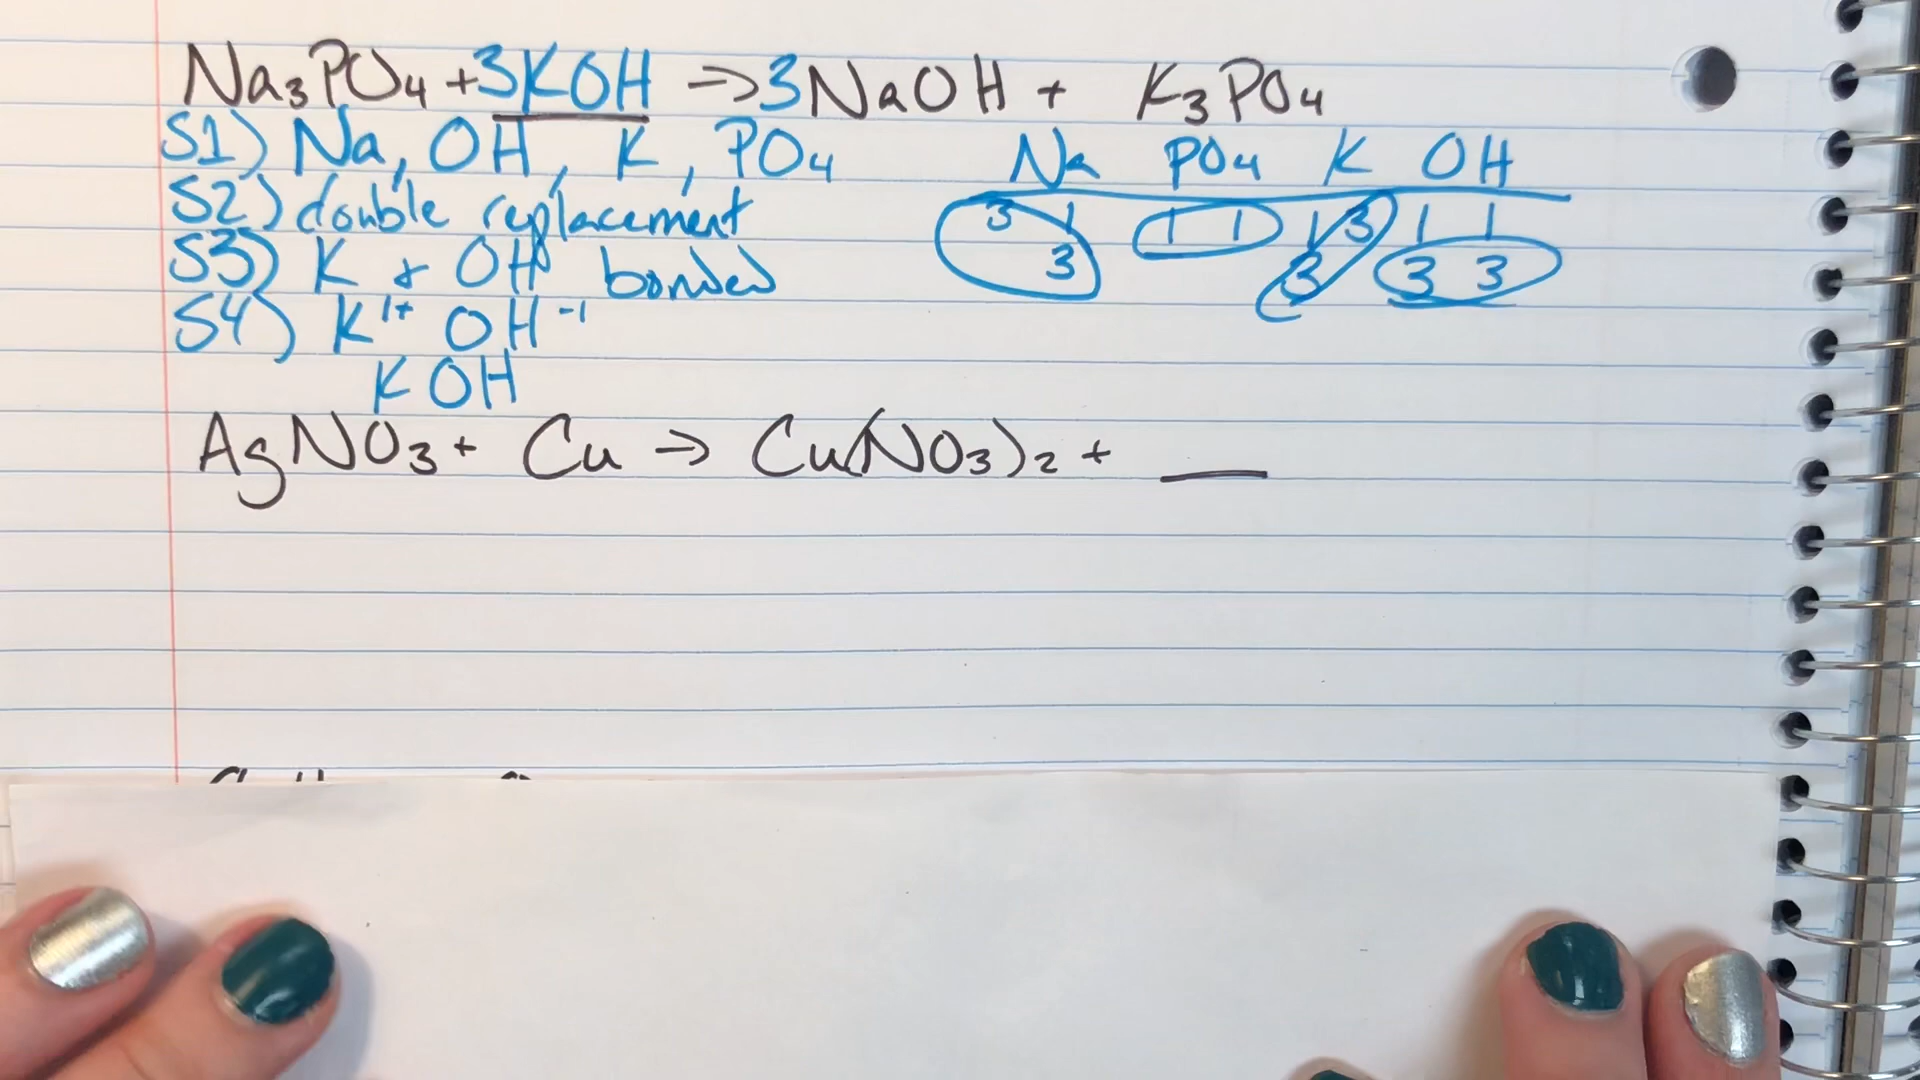 Na₃PO₄ + 3KOH → 3NaOH + K₃PO₄
S1) Na, OH, K, PO₄
Na PO₄ K OH
S2) double replacement
3 1 1 1 1 3 1 1
S3) K & OH bonded
3 3 3 3
S4) K¹⁺ OH⁻¹
KOH
AgNO₃ + Cu → Cu(NO₃)₂ + __